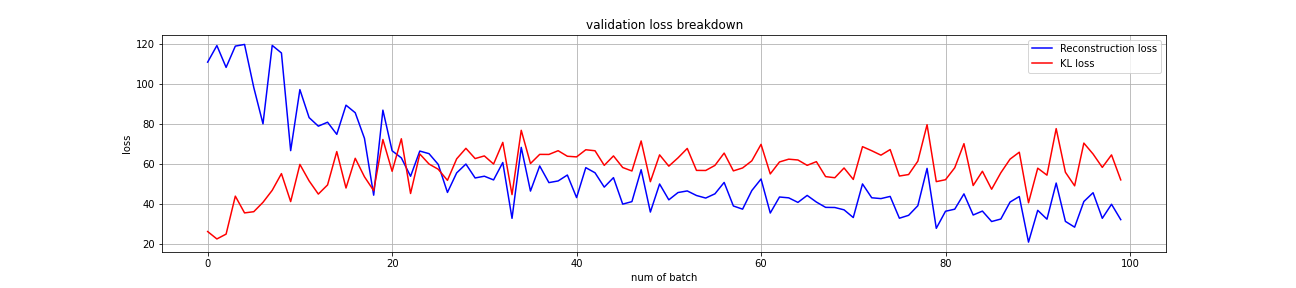 validation loss breakdown
Reconstruction loss
KL loss
loss
120
100
80
60
40
20
0
20
40
60
80
100
num of batch